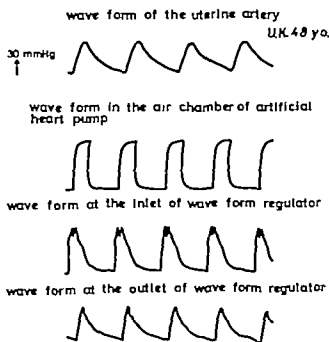 wave form of the uterine artery
U.K. 48 yo.
30 mmHg
wave form in the air chamber of artificial
heart pump
wave form at the inlet of wave form regulator
wave form at the outlet of wave form regulator